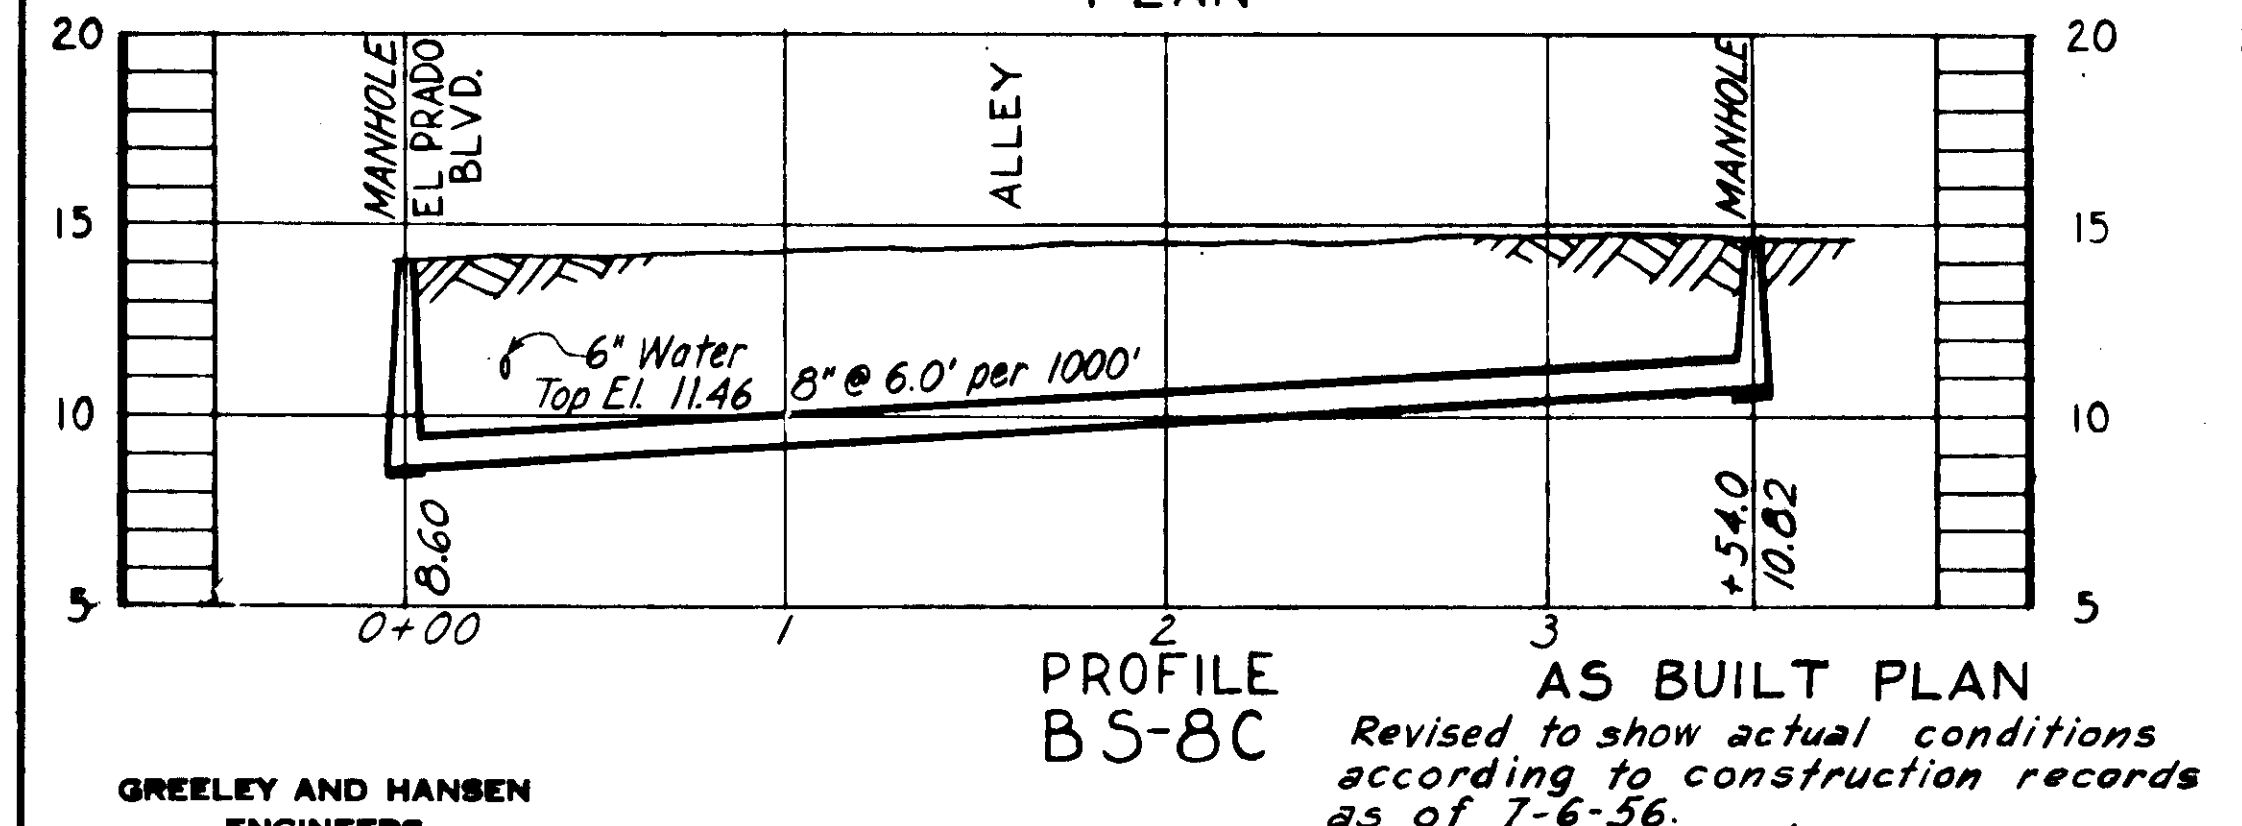 PLAN
20
20
MANHOLE
EL PRADO
BLVD.
ALLEY
MANHOLE
15
15
6" Water
Top El. 11.46
8" @ 6.0' per 1000'
10
10
8.60
+54.0
10.82
5
5
0+00
1
2
3
PROFILE
BS-8C
AS BUILT PLAN
Revised to show actual conditions
according to construction records
as of 7-6-56.
GREELEY AND HANSEN
ENGINEERS